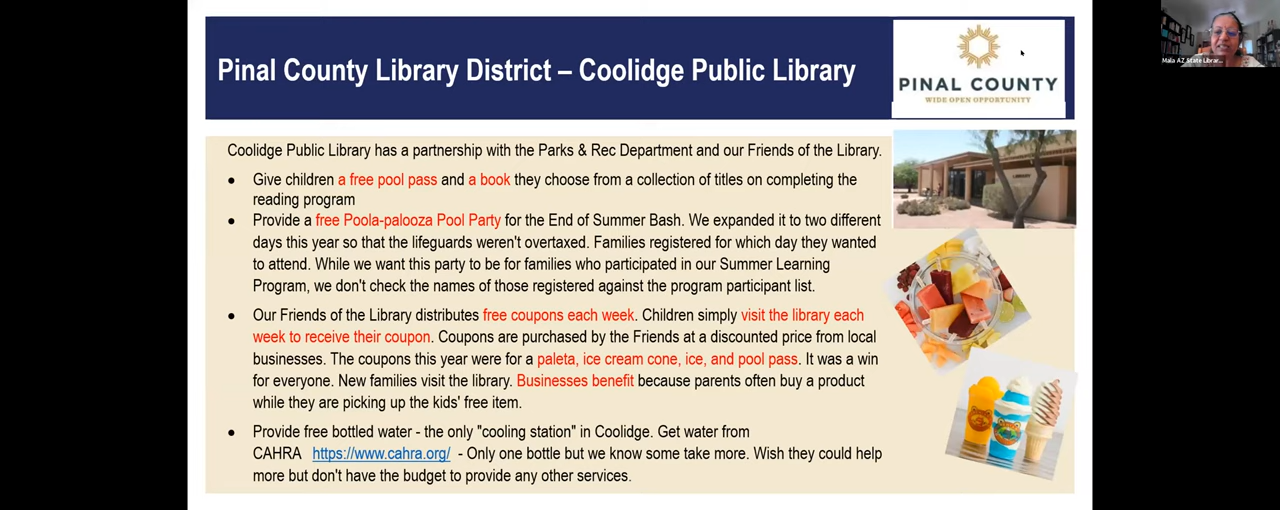 Pinal County Library District – Coolidge Public Library
PINAL COUNTY
WIDE OPEN OPPORTUNITY
Mala AZ State Librar...
Coolidge Public Library has a partnership with the Parks & Rec Department and our Friends of the Library.
● Give children a free pool pass and a book they choose from a collection of titles on completing the
reading program
● Provide a free Poola-palooza Pool Party for the End of Summer Bash. We expanded it to two different
days this year so that the lifeguards weren't overtaxed. Families registered for which day they wanted
to attend. While we want this party to be for families who participated in our Summer Learning
Program, we don't check the names of those registered against the program participant list.
● Our Friends of the Library distributes free coupons each week. Children simply visit the library each
week to receive their coupon. Coupons are purchased by the Friends at a discounted price from local
businesses. The coupons this year were for a paleta, ice cream cone, ice, and pool pass. It was a win
for everyone. New families visit the library. Businesses benefit because parents often buy a product
while they are picking up the kids' free item.
● Provide free bottled water - the only "cooling station" in Coolidge. Get water from
CAHRA https://www.cahra.org/ - Only one bottle but we know some take more. Wish they could help
more but don't have the budget to provide any other services.